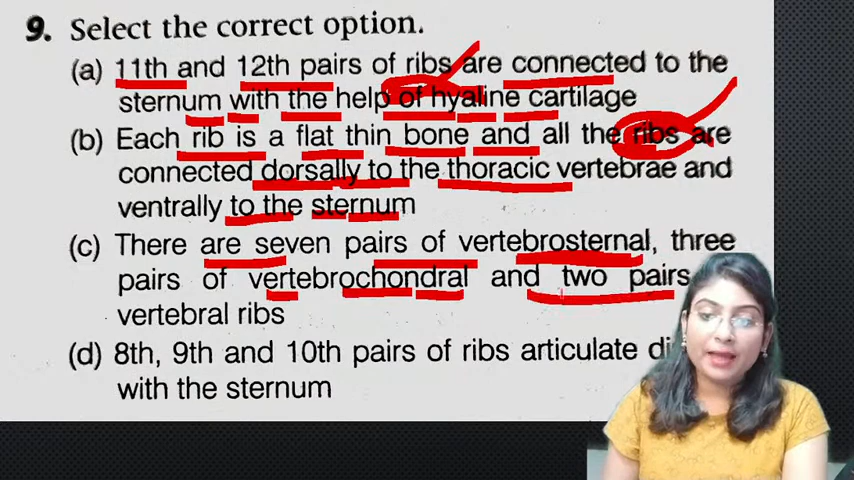 9. Select the correct option.
(a) 11th and 12th pairs of ribs are connected to the
sternum with the help of hyaline cartilage
(b) Each rib is a flat thin bone and all the ribs are
connected dorsally to the thoracic vertebrae and
ventrally to the sternum
(c) There are seven pairs of vertebrosternal, three
pairs of vertebrochondral and two pairs
vertebral ribs
(d) 8th, 9th and 10th pairs of ribs articulate
with the sternum